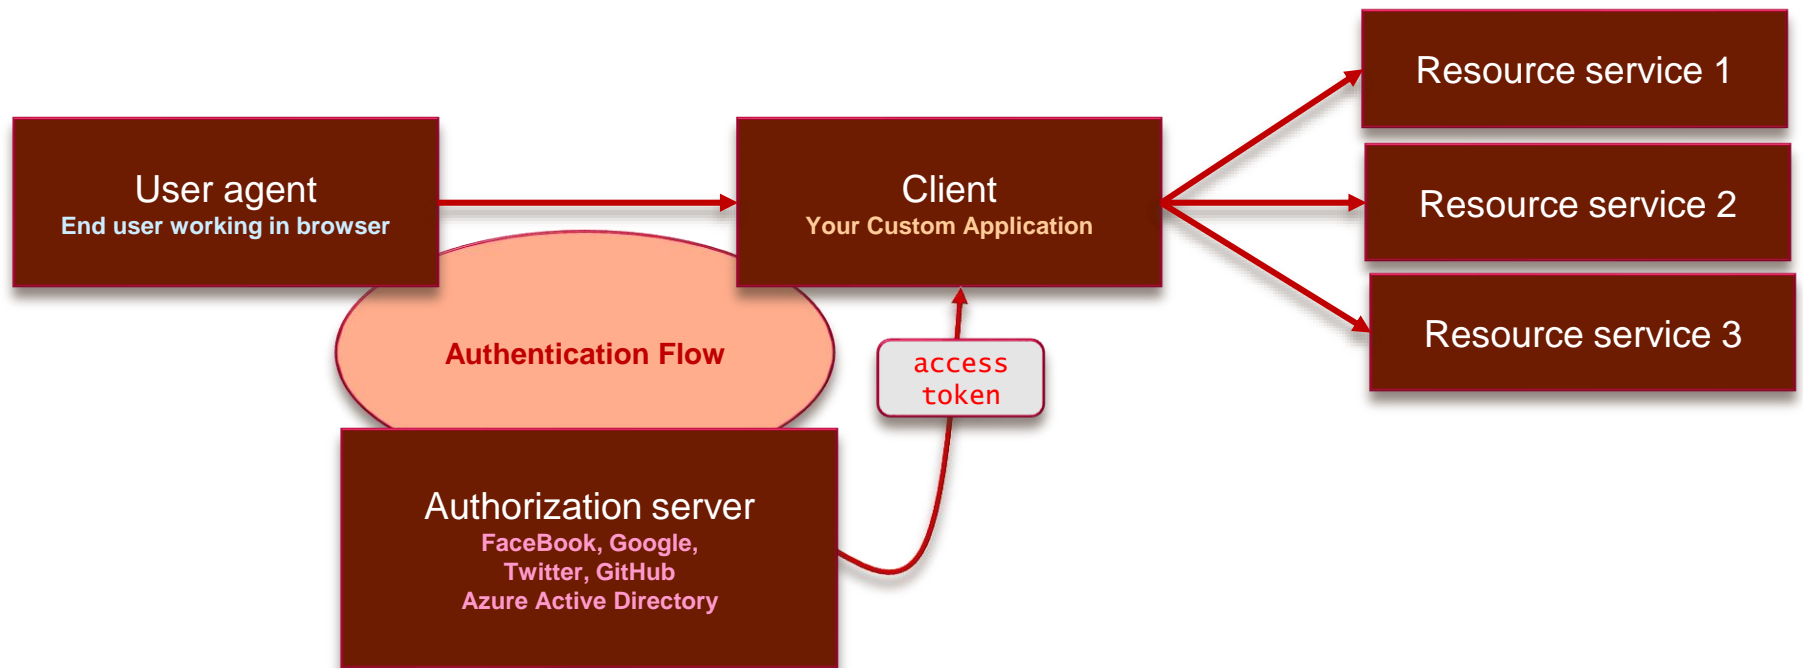 User agent
End user working in browser
Client
Your Custom Application
Resource service 1
Resource service 2
Resource service 3
Authentication Flow
access
token
Authorization server
FaceBook, Google,
Twitter, GitHub
Azure Active Directory